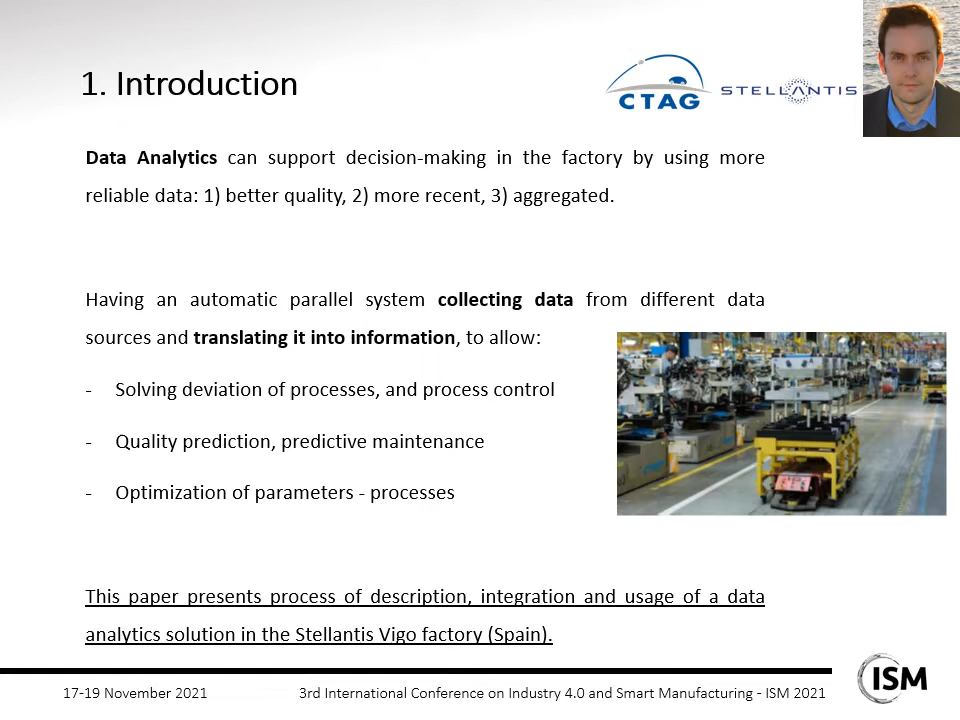 1. Introduction
CTAG
STELLANTIS
Data Analytics can support decision-making in the factory by using more
reliable data: 1) better quality, 2) more recent, 3) aggregated.
Having an automatic parallel system collecting data from different data
sources and translating it into information, to allow:
- Solving deviation of processes, and process control
- Quality prediction, predictive maintenance
- Optimization of parameters - processes
This paper presents process of description, integration and usage of a data
analytics solution in the Stellantis Vigo factory (Spain).
17-19 November 2021
3rd International Conference on Industry 4.0 and Smart Manufacturing - ISM 2021
ISM